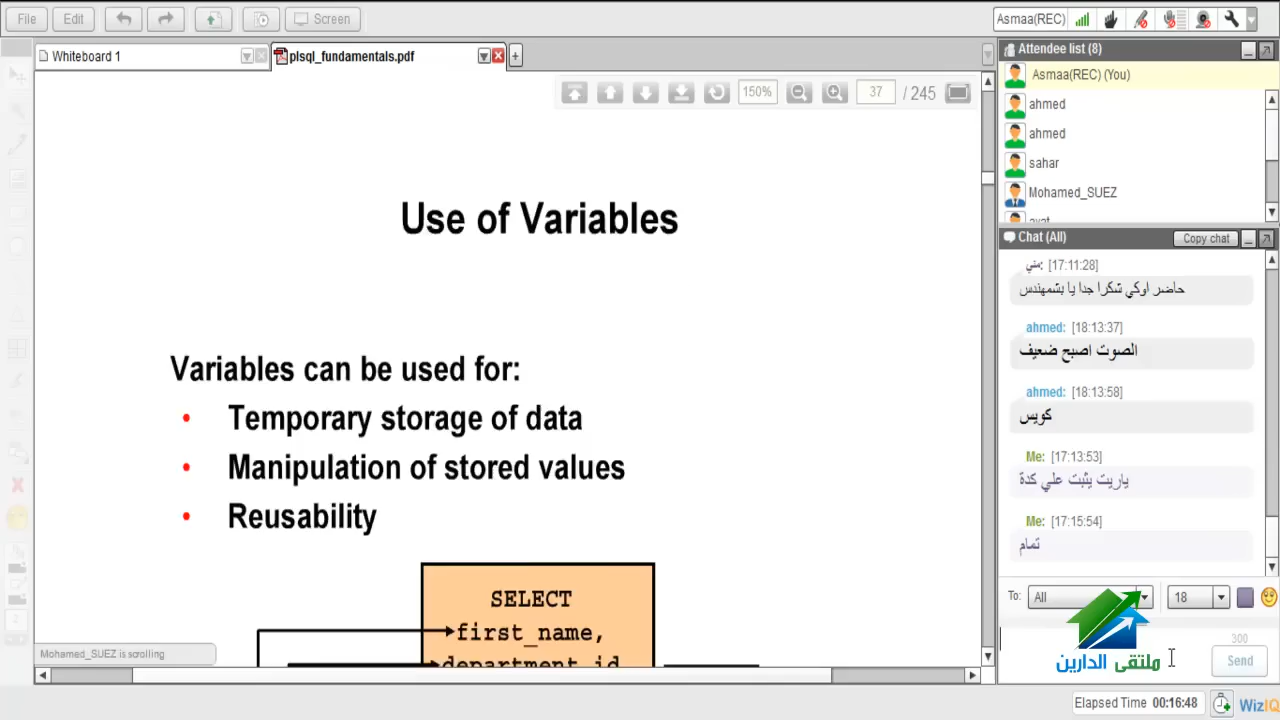 File
Edit
Screen
Asmaa(REC)
Whiteboard 1
plsql_fundamentals.pdf
+
150%
37
/ 245
Use of Variables
Variables can be used for:
• Temporary storage of data
• Manipulation of stored values
• Reusability
SELECT
first_name,
department_id
Mohamed_SUEZ is scrolling
Attendee list (8)
Asmaa(REC) (You)
ahmed
ahmed
sahar
Mohamed_SUEZ
ayat
Chat (All)
Copy chat
مني: [17:11:28]
حاضر اوكي شكرا جدا يا بشمهندس
ahmed: [18:13:37]
الصوت اصبح ضعيف
ahmed: [18:13:58]
كويس
Me: [17:13:53]
ياريت يثبت علي كدة
Me: [17:15:54]
تمام
To:
All
18
300
Send
ملتقى الدارين
Elapsed Time 00:16:48
WizIQ